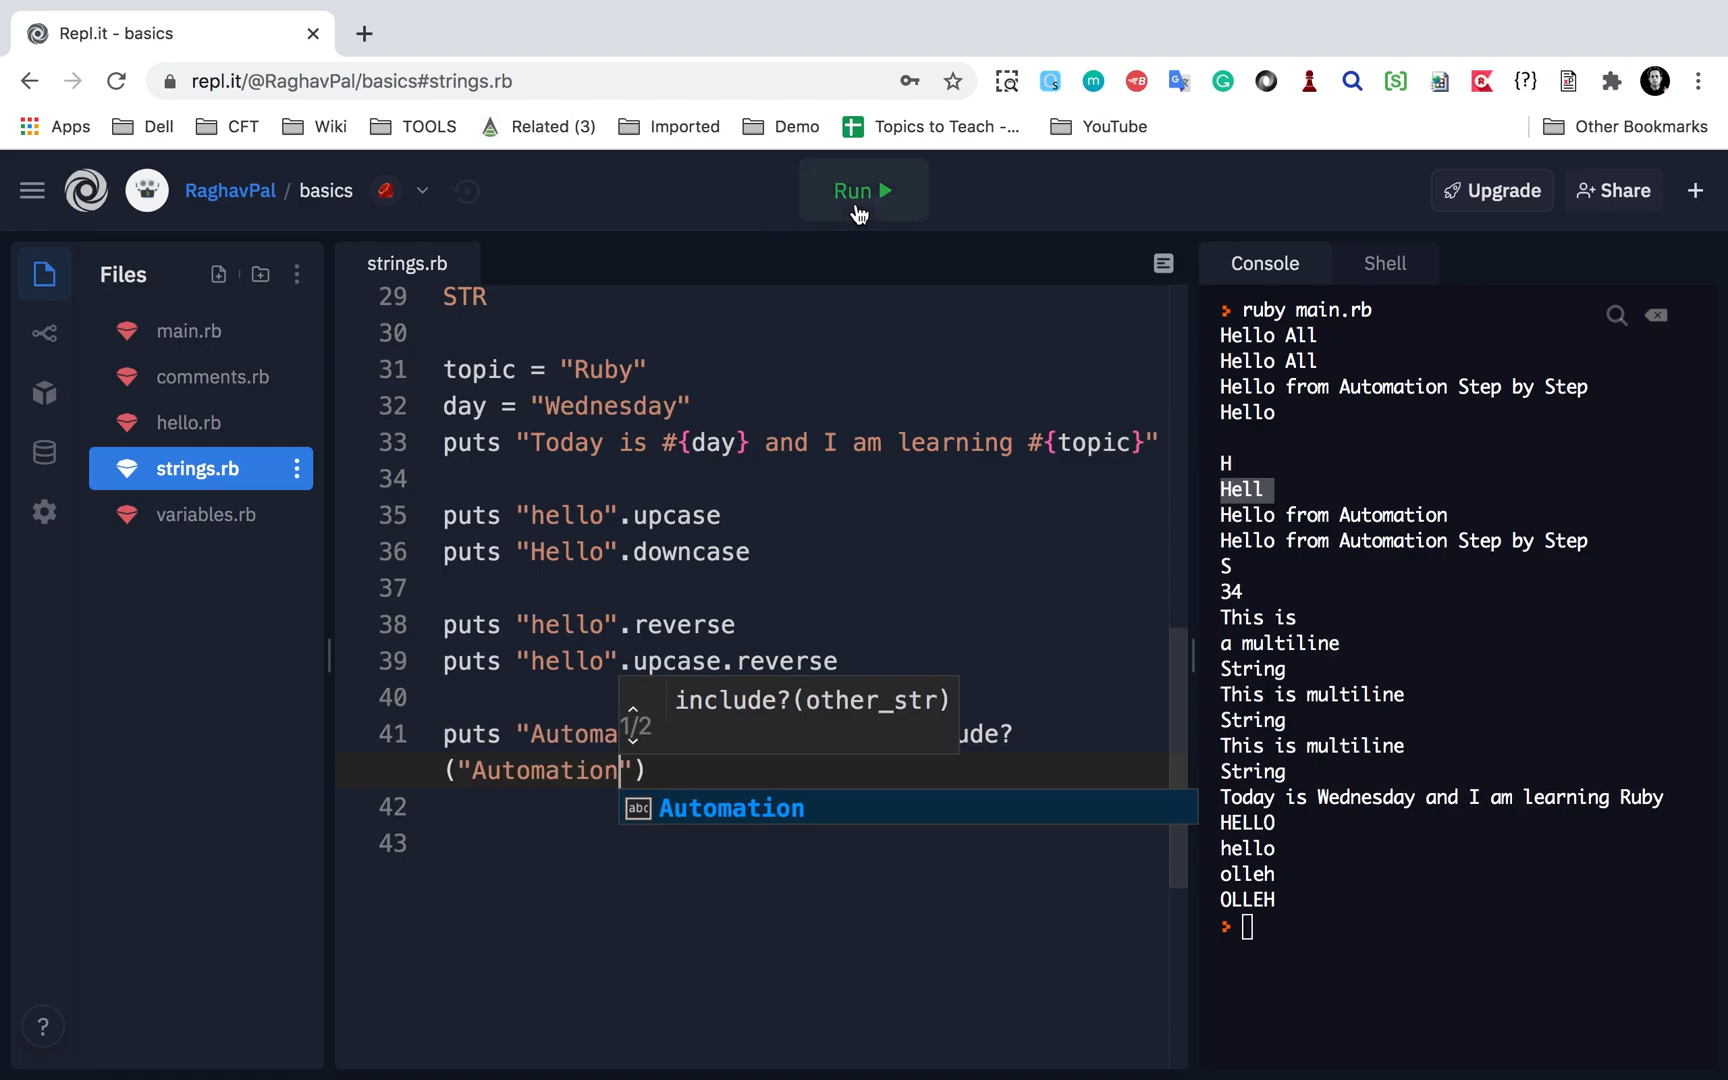 Repl.it - basics
repl.it/@RaghavPal/basics#strings.rb
Apps Dell CFT Wiki TOOLS Related (3) Imported Demo Topics to Teach -... YouTube Other Bookmarks
RaghavPal / basics Run Upgrade Share
Files
main.rb
comments.rb
hello.rb
strings.rb
variables.rb
strings.rb
29 STR
30
31 topic = "Ruby"
32 day = "Wednesday"
33 puts "Today is #{day} and I am learning #{topic}"
34
35 puts "hello".upcase
36 puts "Hello".downcase
37
38 puts "hello".reverse
39 puts "hello".upcase.reverse
40
include?(other_str)
1/2
41 puts "Automa ude?
("Automation")
abc Automation
42
43
Console Shell
ruby main.rb
Hello All
Hello All
Hello from Automation Step by Step
Hello
H
Hell
Hello from Automation
Hello from Automation Step by Step
S
34
This is
a multiline
String
This is multiline
String
This is multiline
String
Today is Wednesday and I am learning Ruby
HELLO
hello
olleh
OLLEH
?